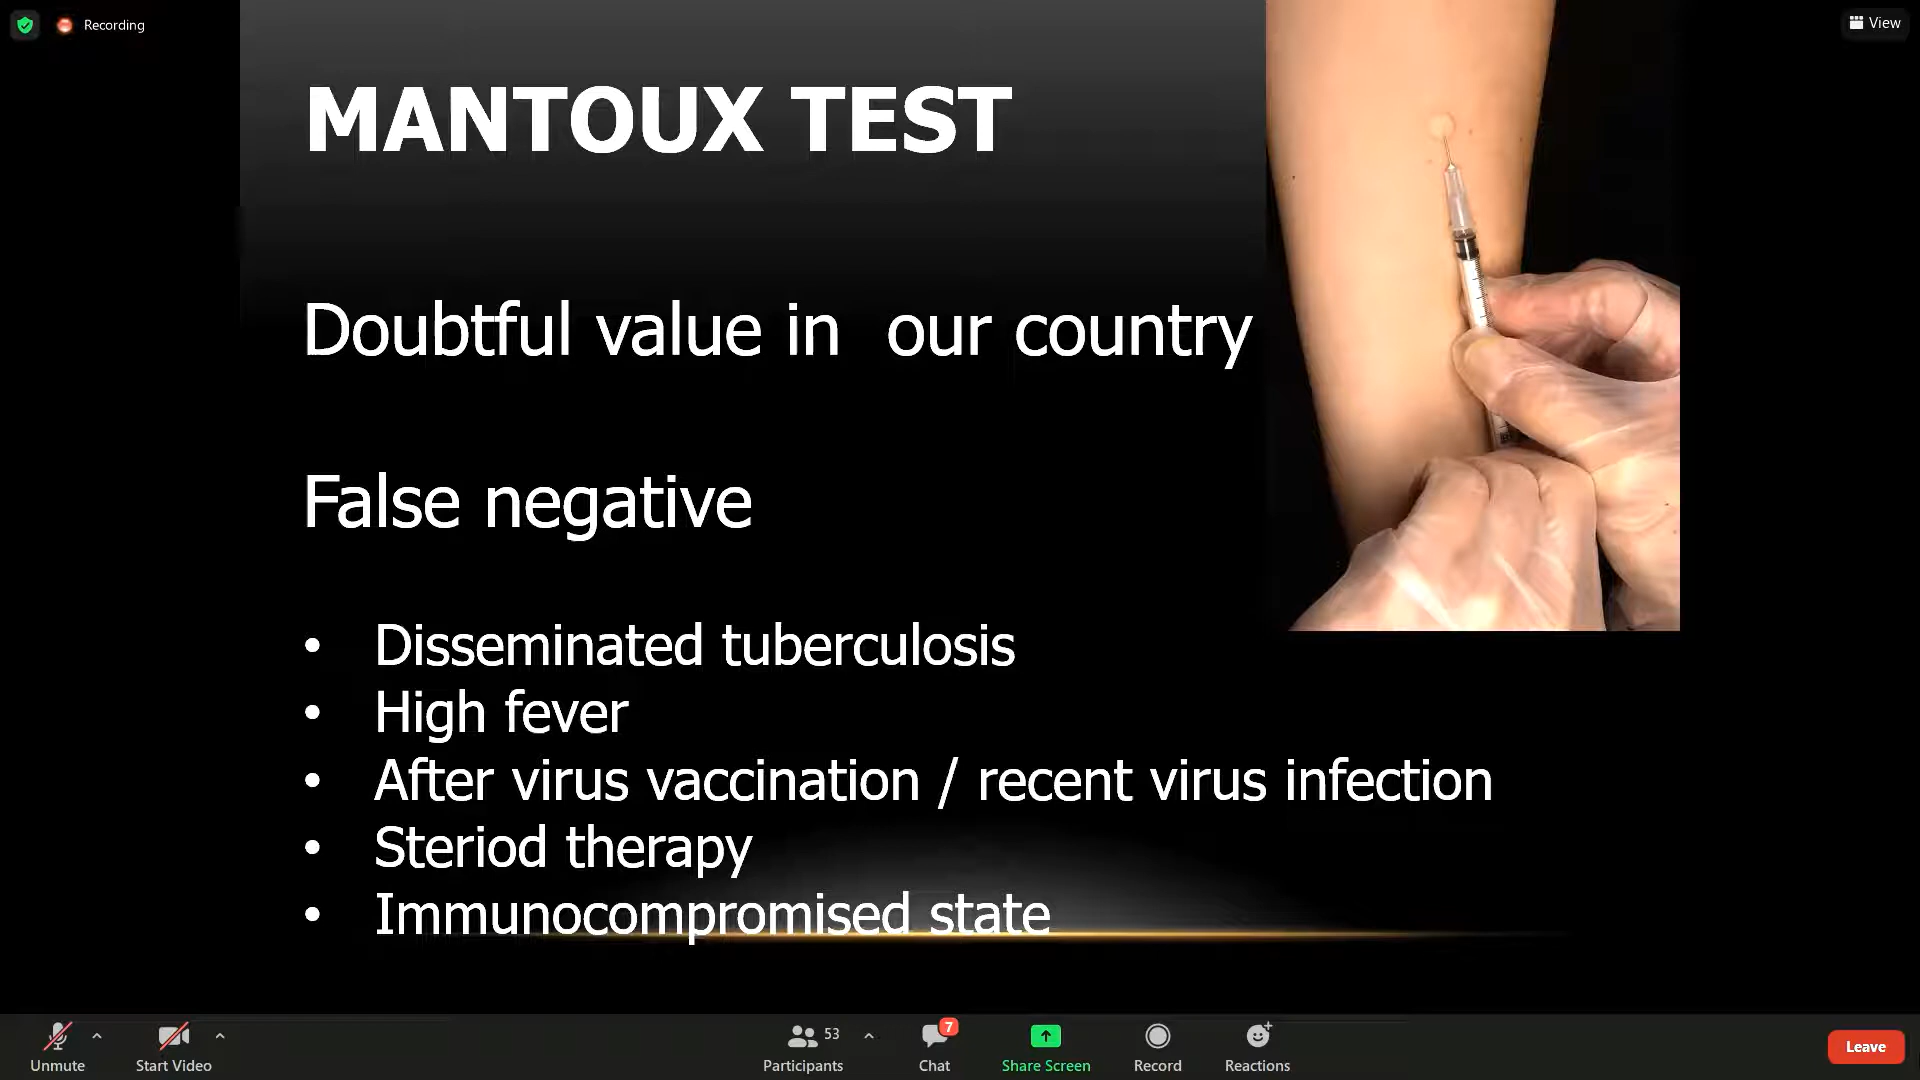 Recording
View
MANTOUX TEST
Doubtful value in our country
False negative
• Disseminated tuberculosis
• High fever
• After virus vaccination / recent virus infection
• Steriod therapy
• Immunocompromised state
Unmute
Start Video
53
Participants
7
Chat
Share Screen
Record
Reactions
Leave